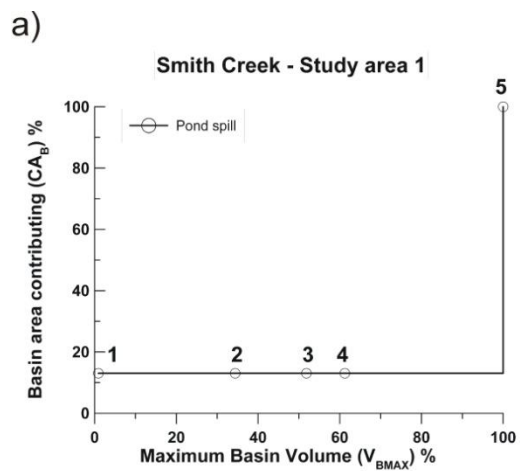 a)
Smith Creek - Study area 1
5
100
Pond spill
80
60
40
20
0
Basin area contributing (CA_B) %
1 2 3 4
0 20 40 60 80 100
Maximum Basin Volume (V_BMAX) %